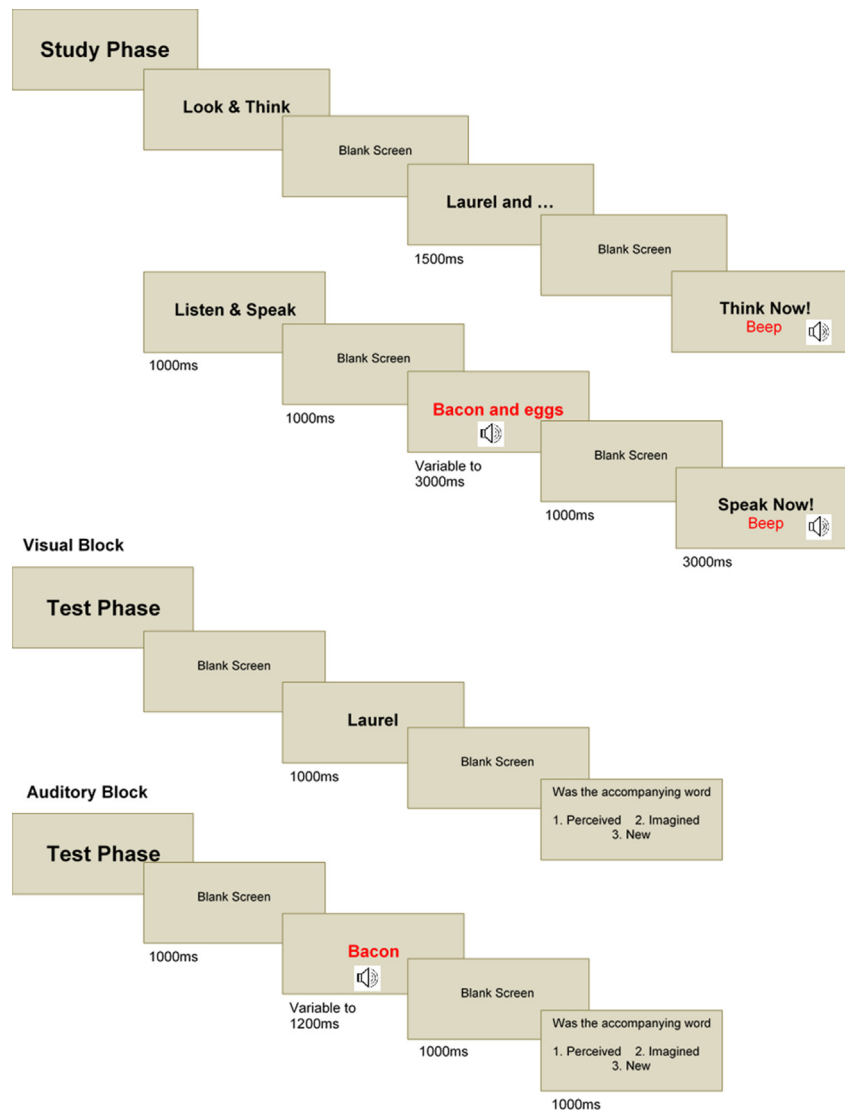 Study Phase
Look & Think
Blank Screen
Laurel and ...
1500ms
Blank Screen
Think Now!
Beep
Listen & Speak
1000ms
Blank Screen
1000ms
Bacon and eggs
Variable to
3000ms
Blank Screen
1000ms
Speak Now!
Beep
3000ms
Visual Block
Test Phase
Blank Screen
Laurel
1000ms
Blank Screen
Was the accompanying word
1. Perceived 2. Imagined
3. New
Auditory Block
Test Phase
Blank Screen
1000ms
Bacon
Variable to
1200ms
Blank Screen
1000ms
Was the accompanying word
1. Perceived 2. Imagined
3. New
1000ms